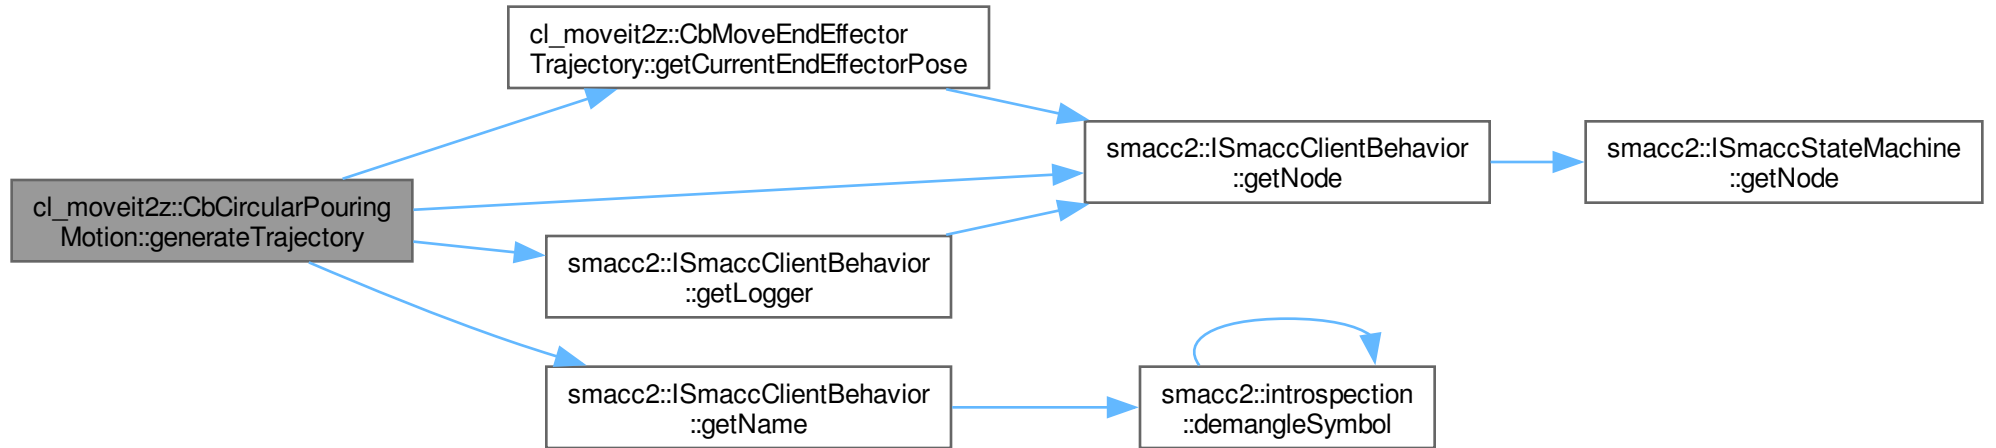 cl_moveit2z::CbMoveEndEffector
Trajectory::getCurrentEndEffectorPose
smacc2::ISmaccClientBehavior
::getNode
smacc2::ISmaccStateMachine
::getNode
cl_moveit2z::CbCircularPouring
Motion::generateTrajectory
smacc2::ISmaccClientBehavior
::getLogger
smacc2::ISmaccClientBehavior
::getName
smacc2::introspection
::demangleSymbol